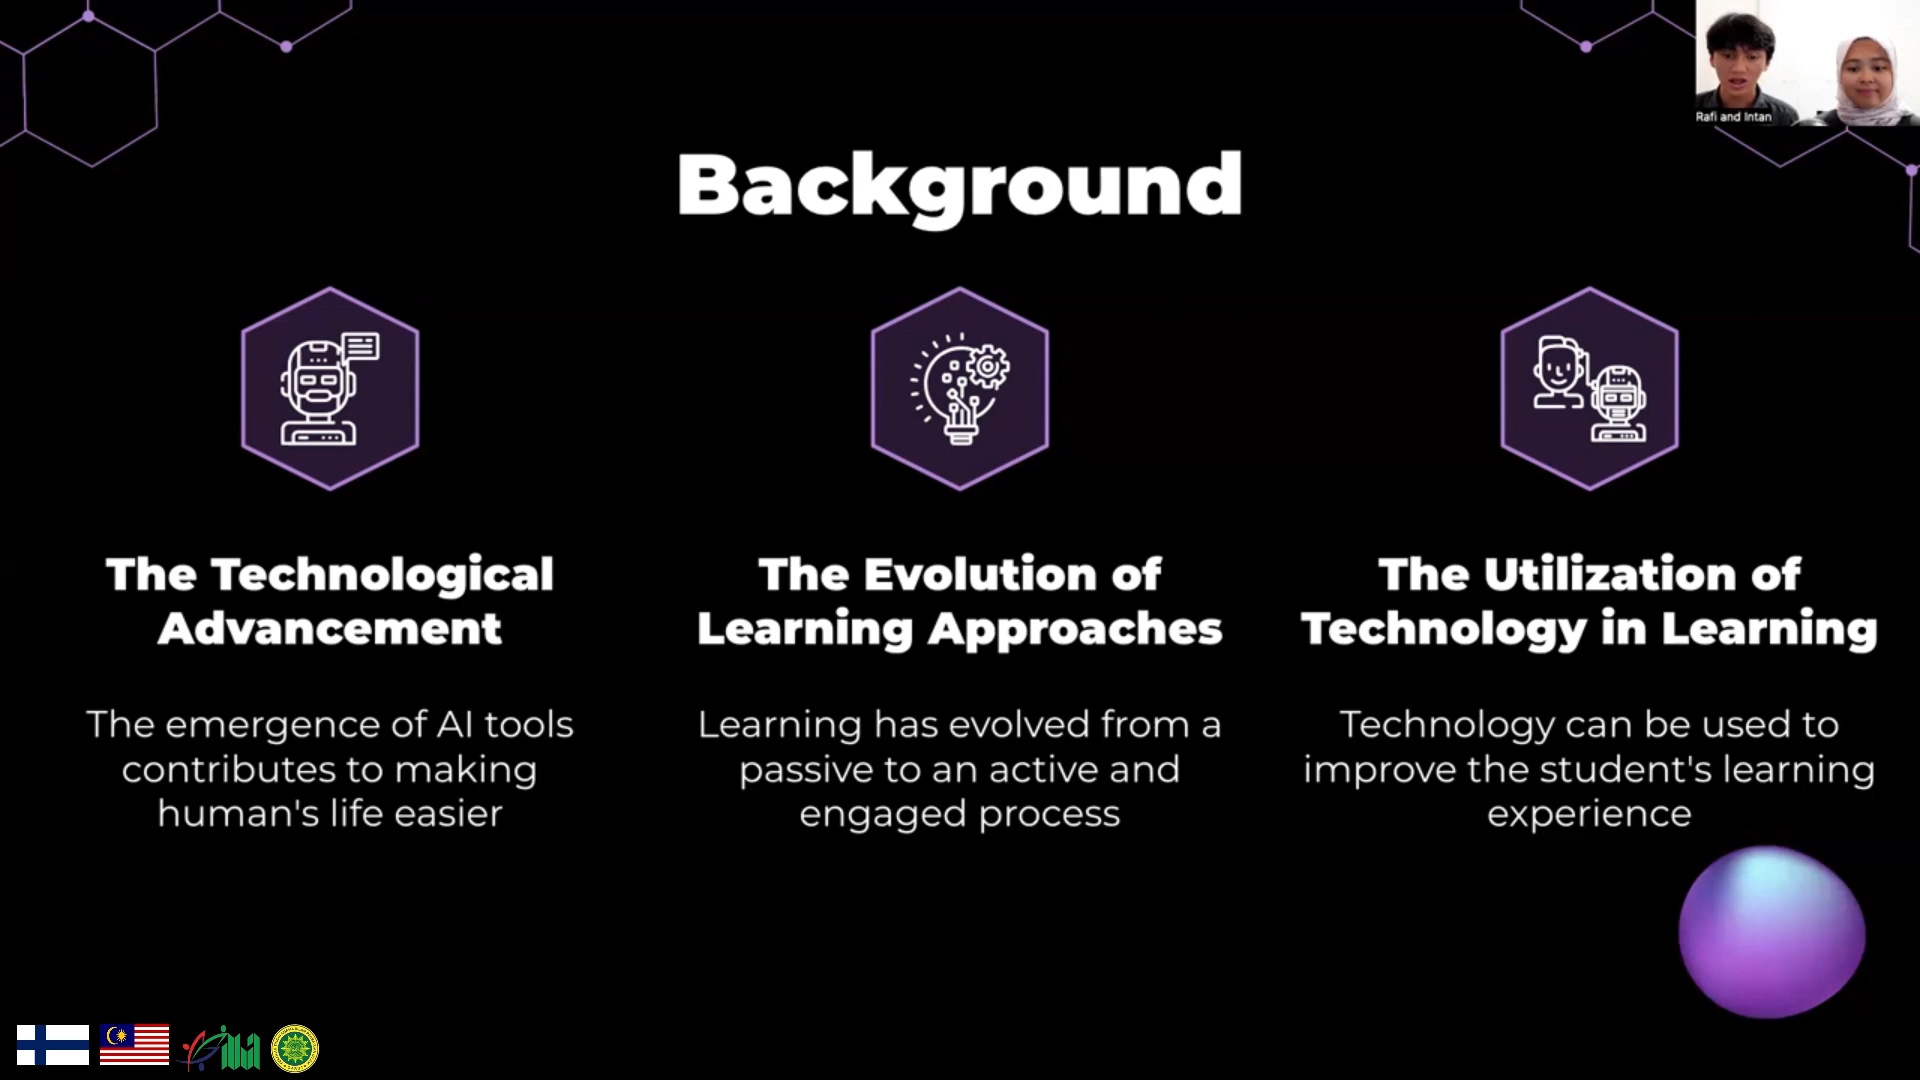 Rafi and Intan
Background
The Technological
Advancement
The emergence of AI tools
contributes to making
human's life easier
The Evolution of
Learning Approaches
Learning has evolved from a
passive to an active and
engaged process
The Utilization of
Technology in Learning
Technology can be used to
improve the student's learning
experience